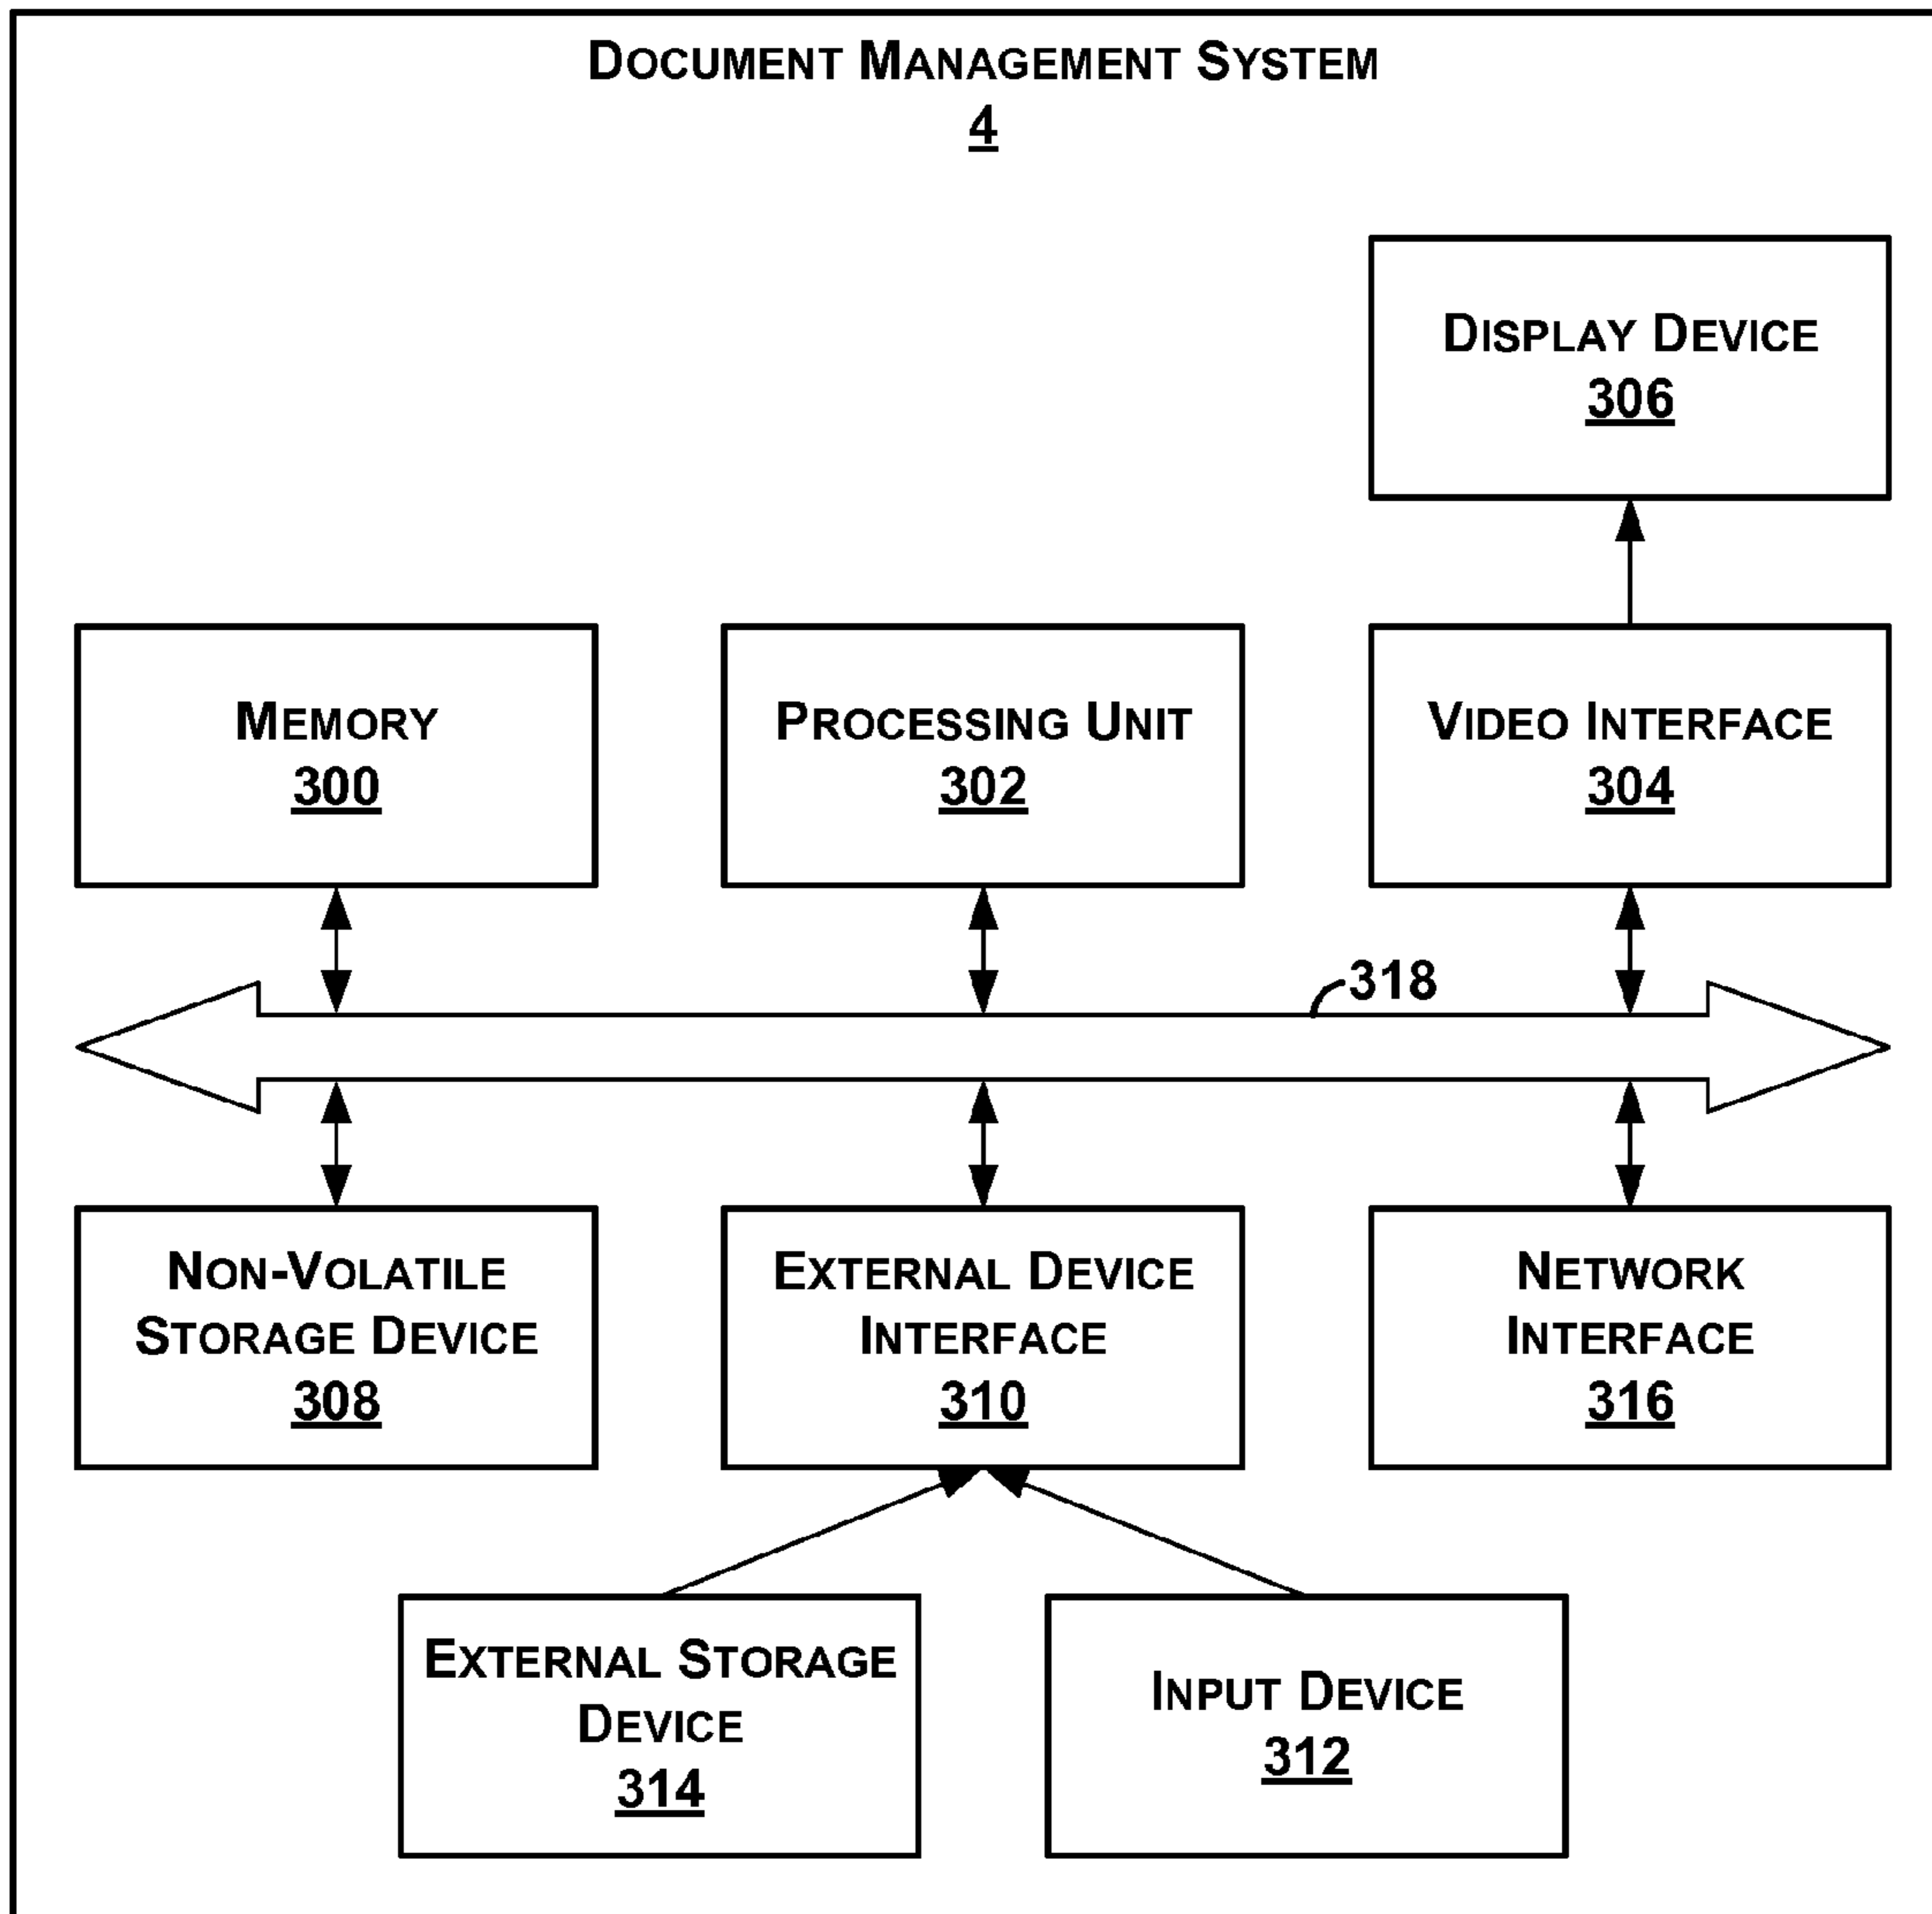 DOCUMENT MANAGEMENT SYSTEM
4
DISPLAY DEVICE
306
MEMORY
300
PROCESSING UNIT
302
VIDEO INTERFACE
304
318
NON-VOLATILE
STORAGE DEVICE
308
EXTERNAL DEVICE
INTERFACE
310
NETWORK
INTERFACE
316
EXTERNAL STORAGE
DEVICE
314
INPUT DEVICE
312